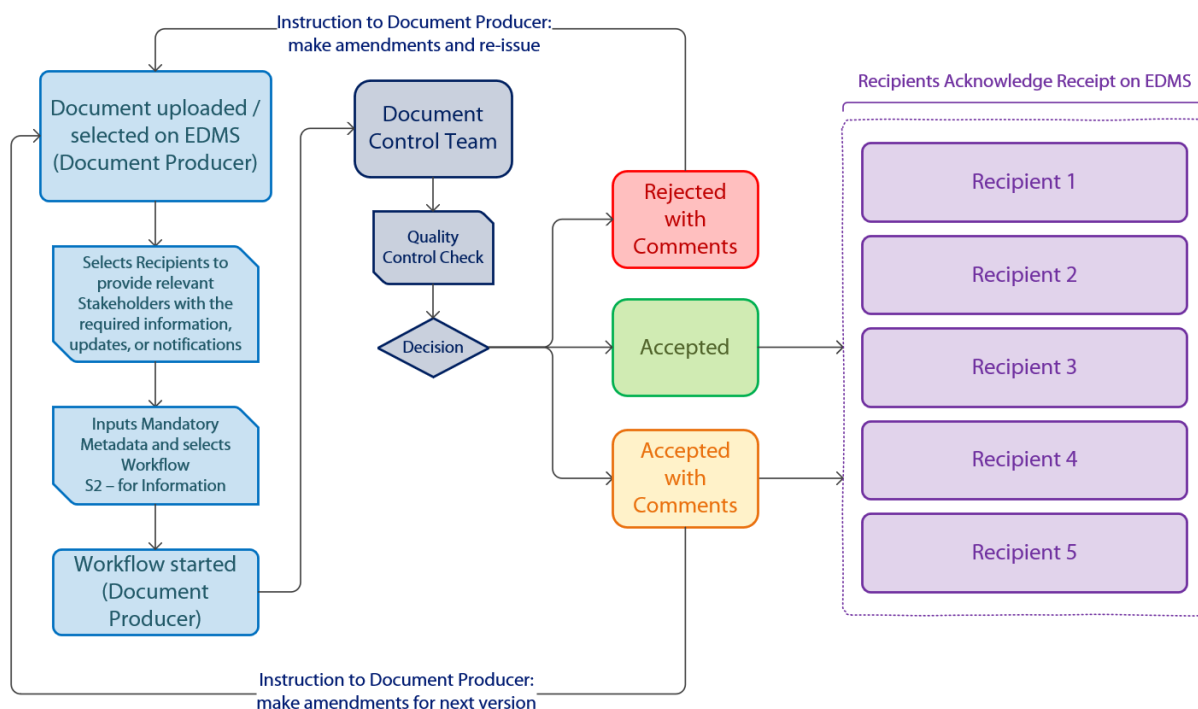 Instruction to Document Producer:
make amendments and re-issue
Document uploaded /
selected on EDMS
(Document Producer)
Selects Recipients to
provide relevant
Stakeholders with the
required information,
updates, or notifications
Inputs Mandatory
Metadata and selects
Workflow
S2 – for Information
Workflow started
(Document
Producer)
Document
Control Team
Quality
Control Check
Decision
Rejected
with
Comments
Accepted
Accepted
with
Comments
Recipients Acknowledge Receipt on EDMS
Recipient 1
Recipient 2
Recipient 3
Recipient 4
Recipient 5
Instruction to Document Producer:
make amendments for next version